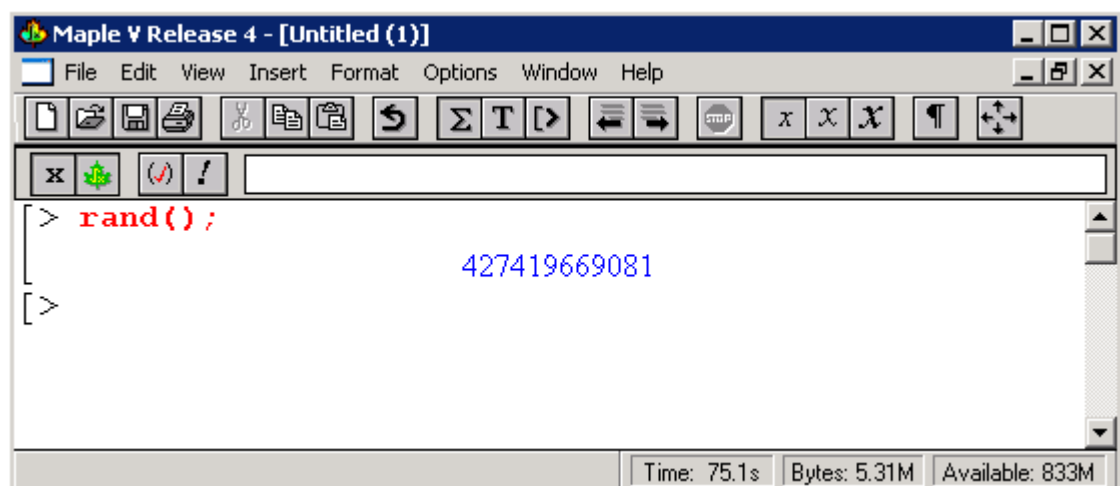 Maple V Release 4 - [Untitled (1)]
File Edit View Insert Format Options Window Help
Σ T [> STOP x x x ¶
x (√) !
[> rand();
427419669081
[>
Time: 75.1s Bytes: 5.31M Available: 833M